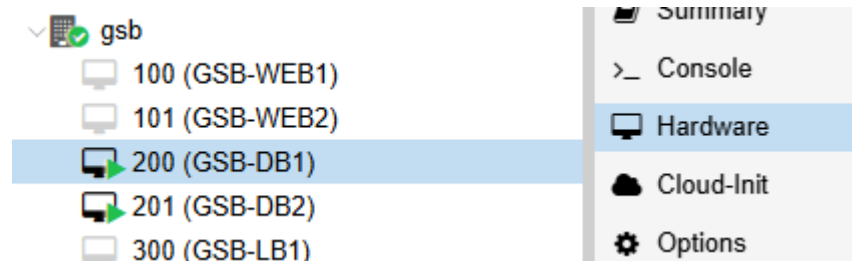 gsb
100 (GSB-WEB1)
101 (GSB-WEB2)
200 (GSB-DB1)
201 (GSB-DB2)
300 (GSB-LB1)
Summary
>_ Console
Hardware
Cloud-Init
Options